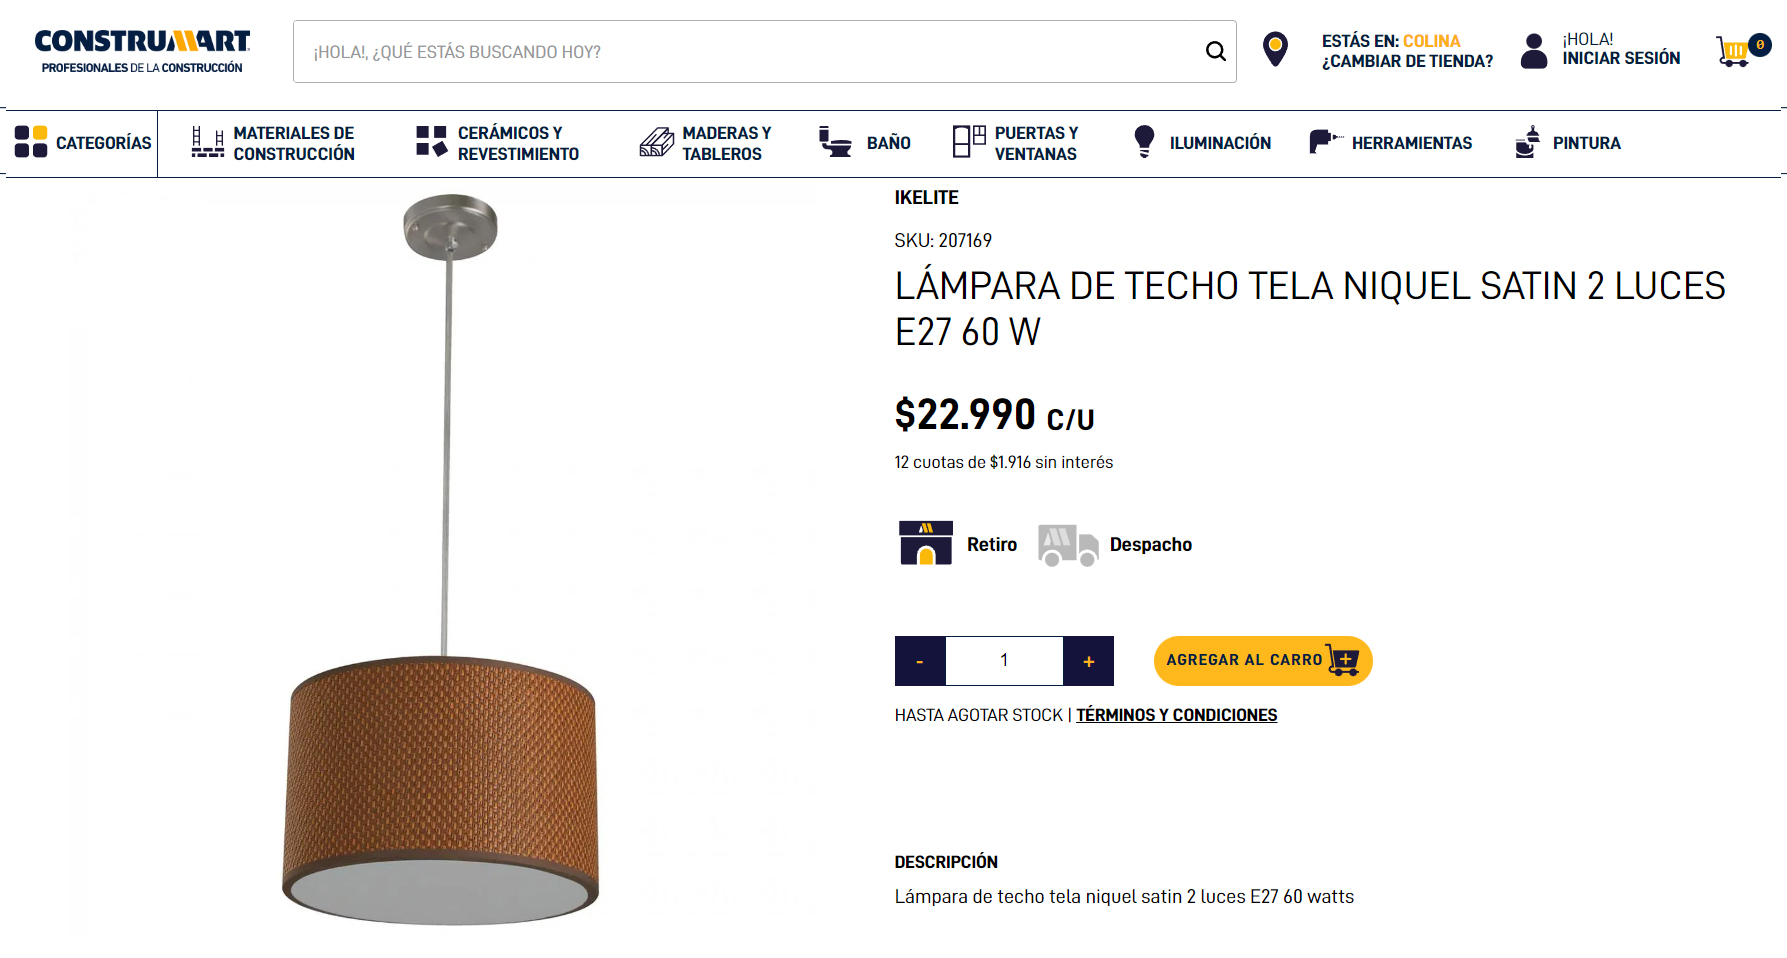 CONSTRUMART
PROFESIONALES DE LA CONSTRUCCIÓN
¡HOLA!, ¿QUÉ ESTÁS BUSCANDO HOY?
ESTÁS EN: COLINA
¿CAMBIAR DE TIENDA?
¡HOLA!
INICIAR SESIÓN
0
CATEGORÍAS
MATERIALES DE
CONSTRUCCIÓN
CERÁMICOS Y
REVESTIMIENTO
MADERAS Y
TABLEROS
BAÑO
PUERTAS Y
VENTANAS
ILUMINACIÓN
HERRAMIENTAS
PINTURA
IKELITE
SKU: 207169
LÁMPARA DE TECHO TELA NIQUEL SATIN 2 LUCES
E27 60 W
$22.990 C/U
12 cuotas de $1.916 sin interés
Retiro
Despacho
- 1 +
AGREGAR AL CARRO
HASTA AGOTAR STOCK | TÉRMINOS Y CONDICIONES
DESCRIPCIÓN
Lámpara de techo tela niquel satin 2 luces E27 60 watts